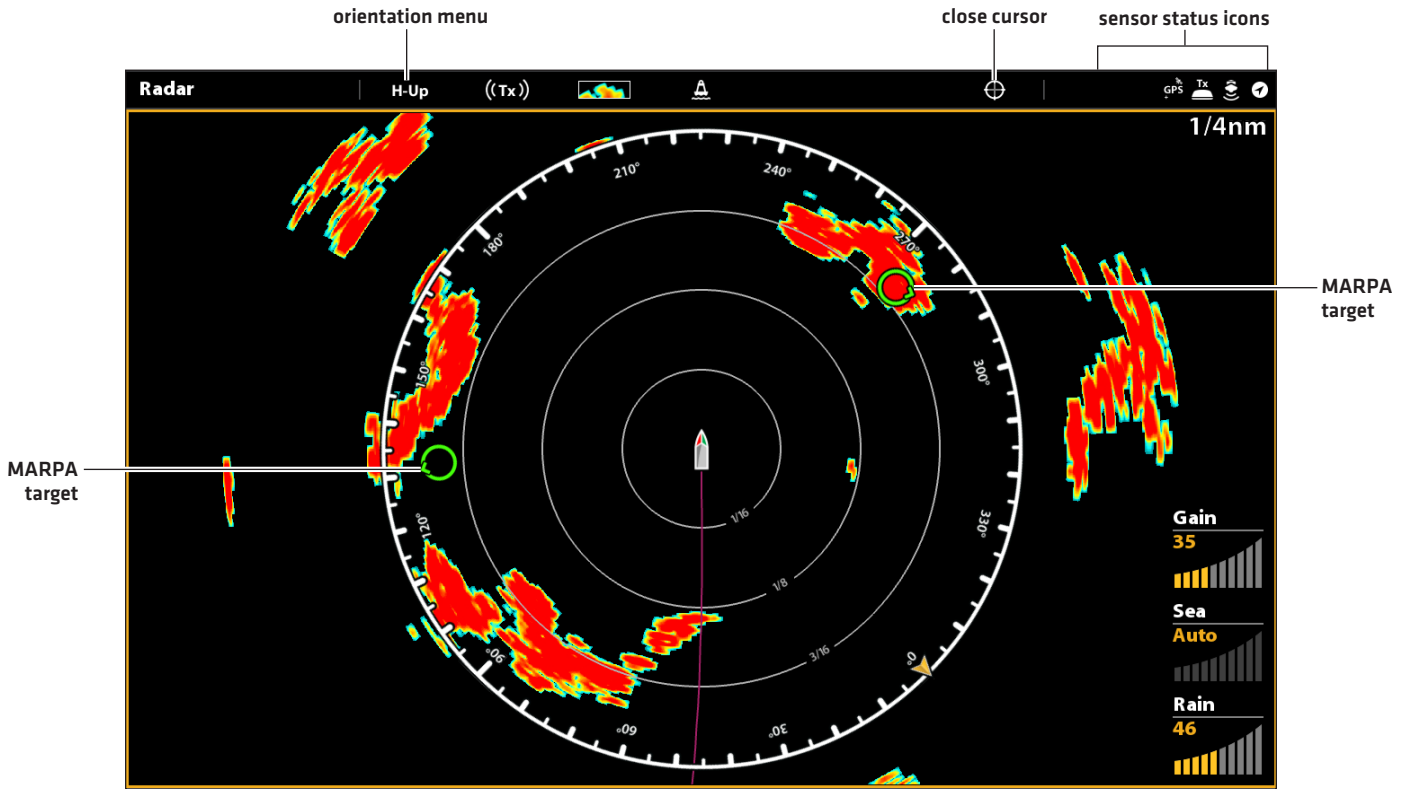 orientation menu
close cursor
sensor status icons
Radar
H-Up
((Tx))
GPS
Tx
1/4nm
210°
240°
180°
270°
MARPA
target
150°
300°
MARPA
target
120°
330°
1/16
1/8
3/16
90°
0°
60°
30°
Gain
35
Sea
Auto
Rain
46